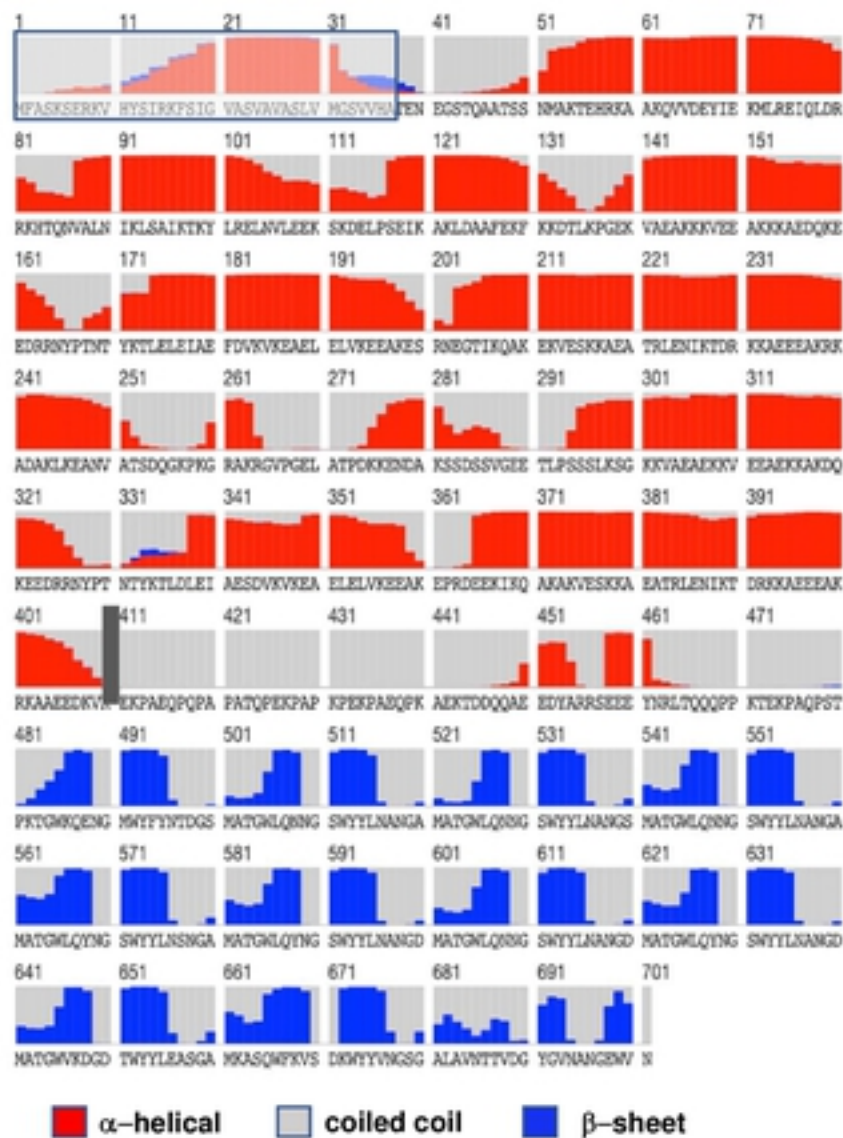 1 11 21 31 41 51 61 71
MFASKSERKV HYSIRKFSIG VASVAVASLV MGSVVHATEN EGSTQAATSS NMAKTEHRKA AKQVVDEYIE KMLREIQLDR
81 91 101 111 121 131 141 151
RKHTQNVALN IKLSAIKTKY LRELNVLEEK SKDELPSEIK AKLDAAFEKF KKDTLKPGEK VAEAKKKVEE AKKKAEDQKE
161 171 181 191 201 211 221 231
EDRRNYPTNT YKTLELEIAE FDVKVKEAEL ELVKEEAKES RNEGTIKQAK EKVESKKAEA TRLENIKTDR KKAEEEAKRK
241 251 261 271 281 291 301 311
ADAKLKEANV ATSDQGKPKG RAKRGVPGEL ATPDKKENDA KSSDSSVGEE TLPSSSLKSG KKVAEAEKKV EEAEKKAKDQ
321 331 341 351 361 371 381 391
KEEDRRNYPT NTYKTLDLEI AESDVKVKEA ELELVKEEAK EPRDEEKIKQ AKAKVESKKA EATRLENIKT DRKKAEEEAK
401 411 421 431 441 451 461 471
RKAAEEDKV EKPAEQPQPA PATQPEKPAP KPEKPAEQPK AEKTDDQQAE EDYARRSEEE YNRLTQQQPP KTEKPAQPST
481 491 501 511 521 531 541 551
PKTGWKQENG MWYFYNTDGS MATGWLQNNG SWYYLNANGA MATGWLQNNG SWYYLNANGS MATGWLQNNG SWYYLNANGA
561 571 581 591 601 611 621 631
MATGWLQYNG SWYYLNSNGA MATGWLQYNG SWYYLNANGD MATGWLQNNG SWYYLNANGD MATGWLQYNG SWYYLNANGD
641 651 661 671 681 691 701
MATGWVKDGD TWYYLEASGA MKASQWFKVS DKWYYVNGSG ALAVNTTVDG YGVNANGEWV N
α-helical coiled coil β-sheet